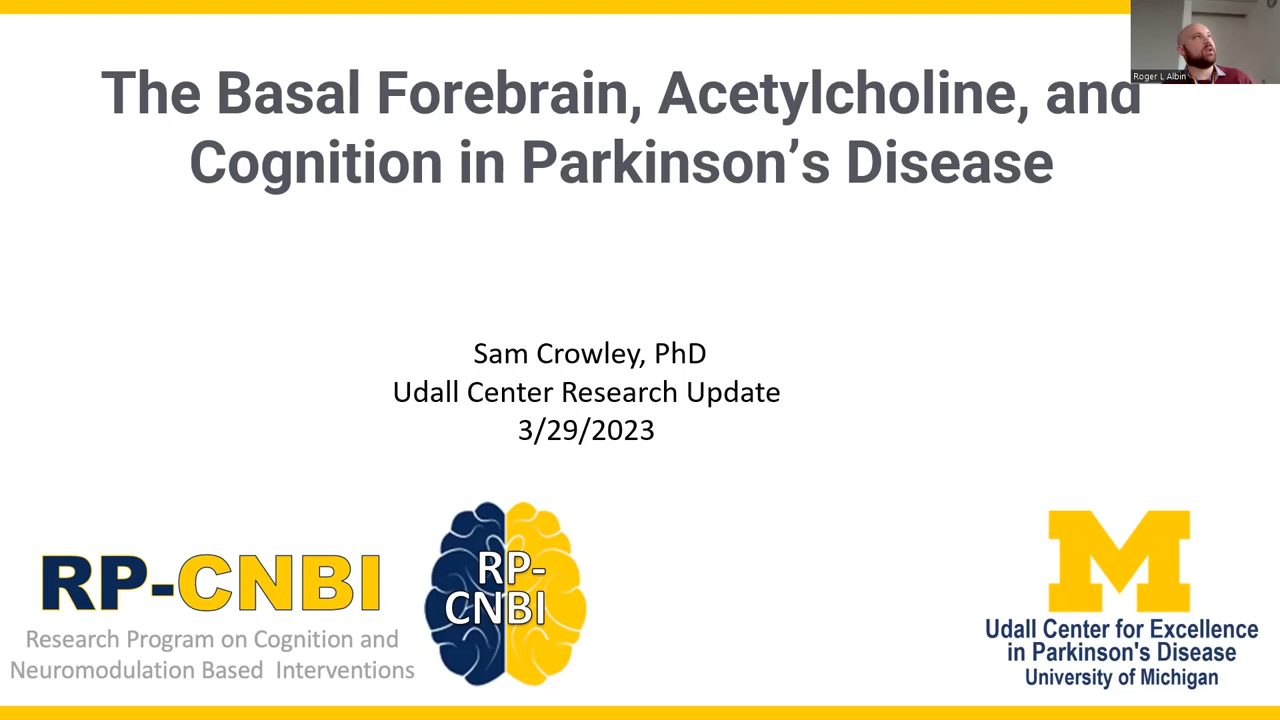 Roger L Albin
The Basal Forebrain, Acetylcholine, and
Cognition in Parkinson’s Disease
Sam Crowley, PhD
Udall Center Research Update
3/29/2023
RP-CNBI
Research Program on Cognition and
Neuromodulation Based Interventions
RP-
CNBI
M
Udall Center for Excellence
in Parkinson's Disease
University of Michigan